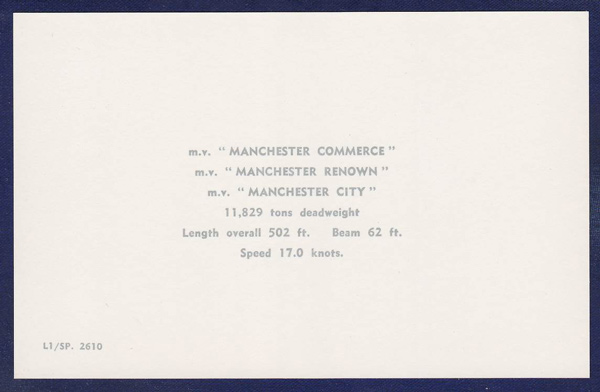 m.v. “ MANCHESTER COMMERCE ”
m.v. “ MANCHESTER RENOWN ”
m.v. “ MANCHESTER CITY ”
11,829 tons deadweight
Length overall 502 ft. Beam 62 ft.
Speed 17.0 knots.
L1/SP. 2610